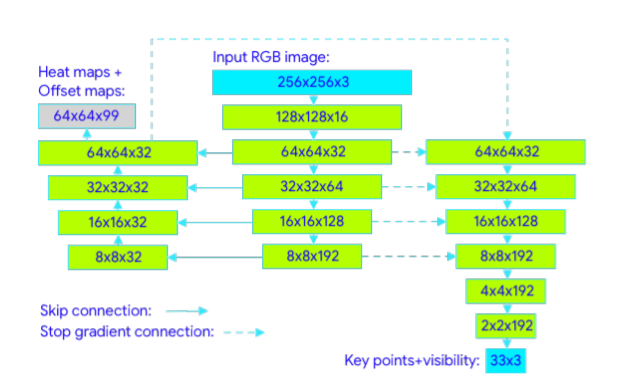 Input RGB image:
256x256x3
Heat maps +
Offset maps:
64x64x99
128x128x16
64x64x32
64x64x32
64x64x32
32x32x32
32x32x64
32x32x64
16x16x32
16x16x128
16x16x128
8x8x32
8x8x192
8x8x192
4x4x192
2x2x192
Skip connection:
Stop gradient connection:
Key points+visibility:
33x3